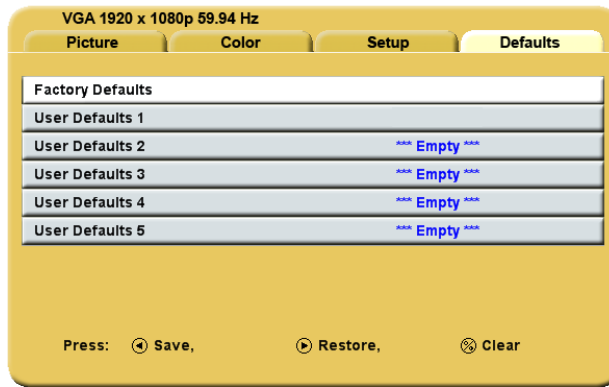 VGA 1920 x 1080p 59.94 Hz
Picture Color Setup Defaults
Factory Defaults
User Defaults 1
User Defaults 2 *** Empty ***
User Defaults 3 *** Empty ***
User Defaults 4 *** Empty ***
User Defaults 5 *** Empty ***
Press: Save, Restore, % Clear